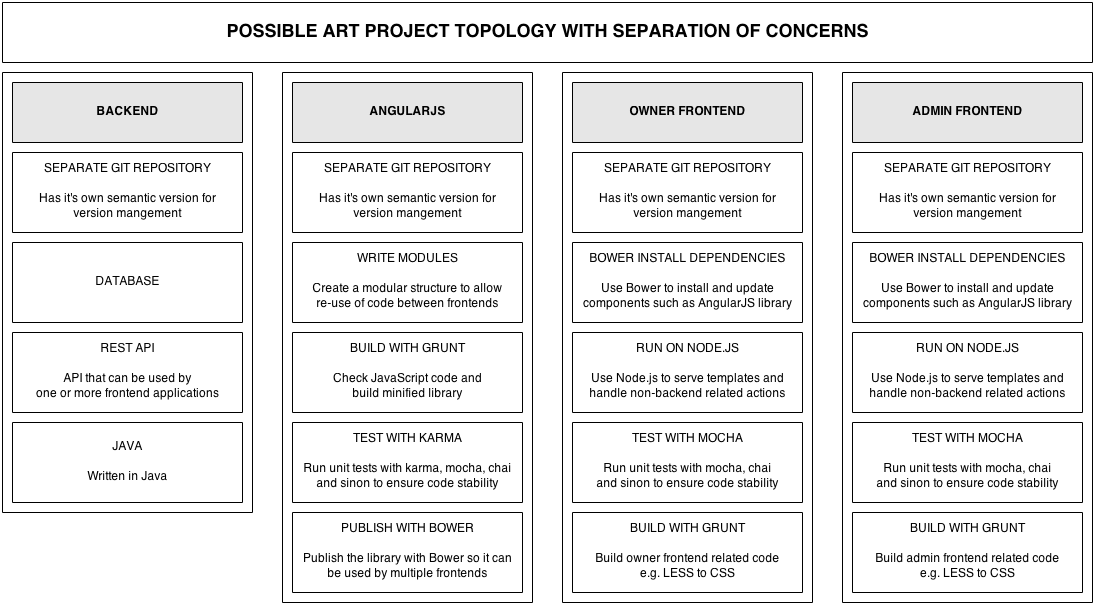 POSSIBLE ART PROJECT TOPOLOGY WITH SEPARATION OF CONCERNS
BACKEND
SEPARATE GIT REPOSITORY
Has it's own semantic version for
version mangement
DATABASE
REST API
API that can be used by
one or more frontend applications
JAVA
Written in Java
ANGULARJS
SEPARATE GIT REPOSITORY
Has it's own semantic version for
version mangement
WRITE MODULES
Create a modular structure to allow
re-use of code between frontends
BUILD WITH GRUNT
Check JavaScript code and
build minified library
TEST WITH KARMA
Run unit tests with karma, mocha, chai
and sinon to ensure code stability
PUBLISH WITH BOWER
Publish the library with Bower so it can
be used by multiple frontends
OWNER FRONTEND
SEPARATE GIT REPOSITORY
Has it's own semantic version for
version mangement
BOWER INSTALL DEPENDENCIES
Use Bower to install and update
components such as AngularJS library
RUN ON NODE.JS
Use Node.js to serve templates and
handle non-backend related actions
TEST WITH MOCHA
Run unit tests with mocha, chai
and sinon to ensure code stability
BUILD WITH GRUNT
Build owner frontend related code
e.g. LESS to CSS
ADMIN FRONTEND
SEPARATE GIT REPOSITORY
Has it's own semantic version for
version mangement
BOWER INSTALL DEPENDENCIES
Use Bower to install and update
components such as AngularJS library
RUN ON NODE.JS
Use Node.js to serve templates and
handle non-backend related actions
TEST WITH MOCHA
Run unit tests with mocha, chai
and sinon to ensure code stability
BUILD WITH GRUNT
Build admin frontend related code
e.g. LESS to CSS